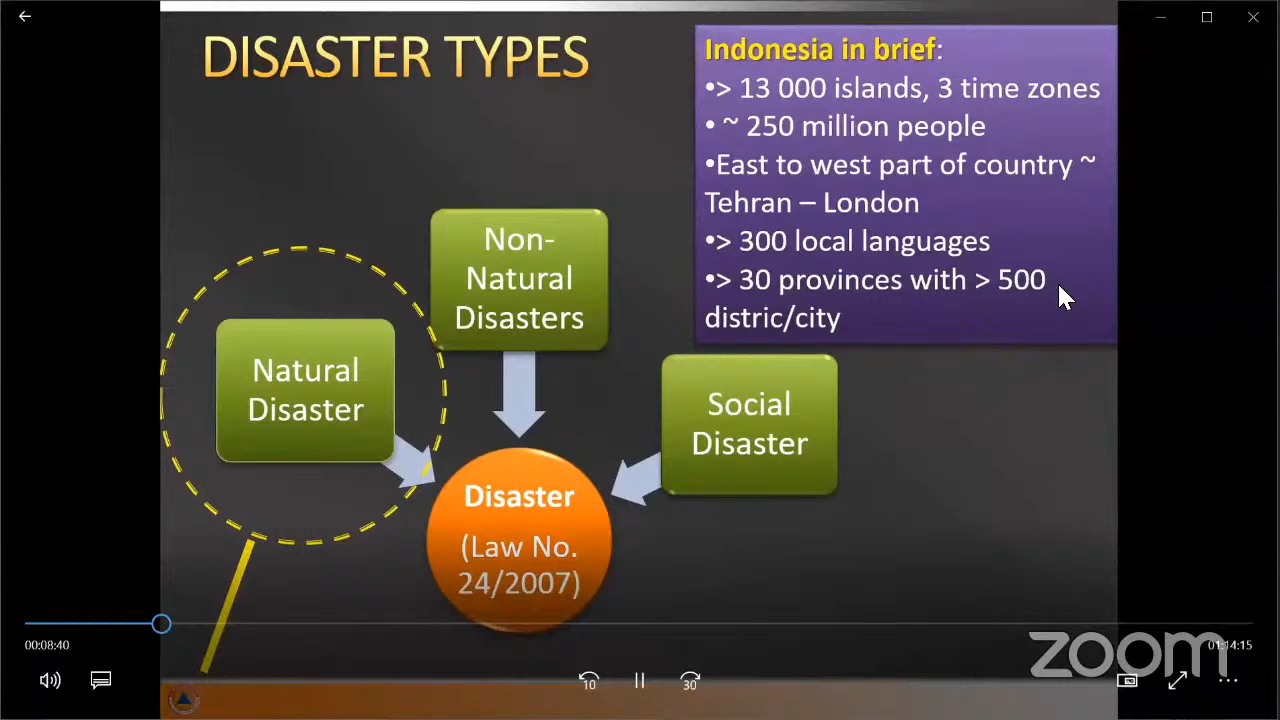 DISASTER TYPES
Indonesia in brief:
•> 13 000 islands, 3 time zones
• ~ 250 million people
•East to west part of country ~
Tehran – London
•> 300 local languages
•> 30 provinces with > 500
distric/city
Non-
Natural
Disasters
Natural
Disaster
Social
Disaster
Disaster
(Law No.
24/2007)
00:08:40
01:14:15
zoom
10
30